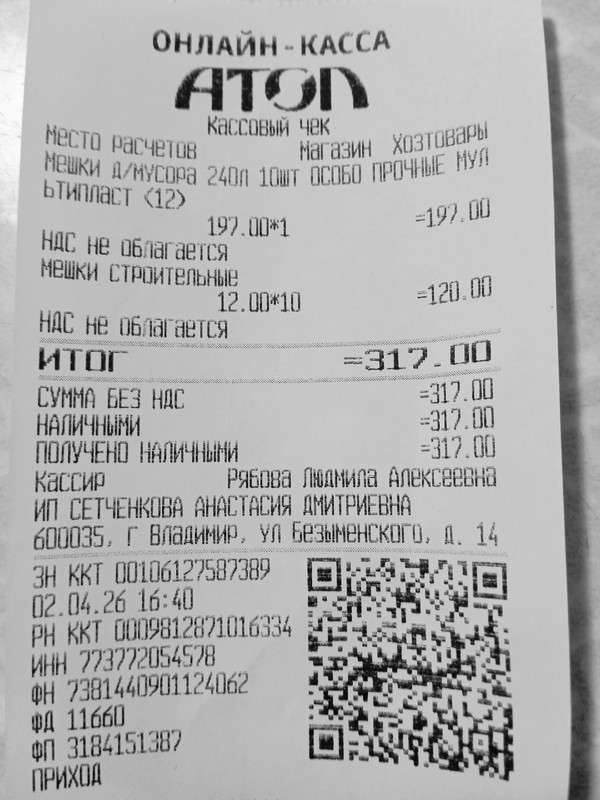 ОНЛАЙН-КАССА
АТОЛ
Кассовый чек
Место расчетов Магазин Хозтовары
Мешки д/мусора 240л 10шт ОСОБО ПРОЧНЫЕ МУЛ
ЬТИПЛАСТ (12)
197.00*1 =197.00
НДС не облагается
Мешки СТРОИТЕЛЬНЫЕ
12.00*10 =120.00
НДС не облагается
ИТОГ =317.00
СУММА БЕЗ НДС =317.00
НАЛИЧНЫМИ =317.00
ПОЛУЧЕНО НАЛИЧНЫМИ =317.00
Кассир Рябова Людмила Алексеевна
ИП СЕТЧЕНКОВА АНАСТАСИЯ ДМИТРИЕВНА
600035, г Владимир, ул Безыменского, д. 14
ЗН ККТ 00106127587389
02.04.26 16:40
РН ККТ 0009812871016334
ИНН 773772054578
ФН 7381440901124062
ФД 11660
ФП 3184151387
ПРИХОД